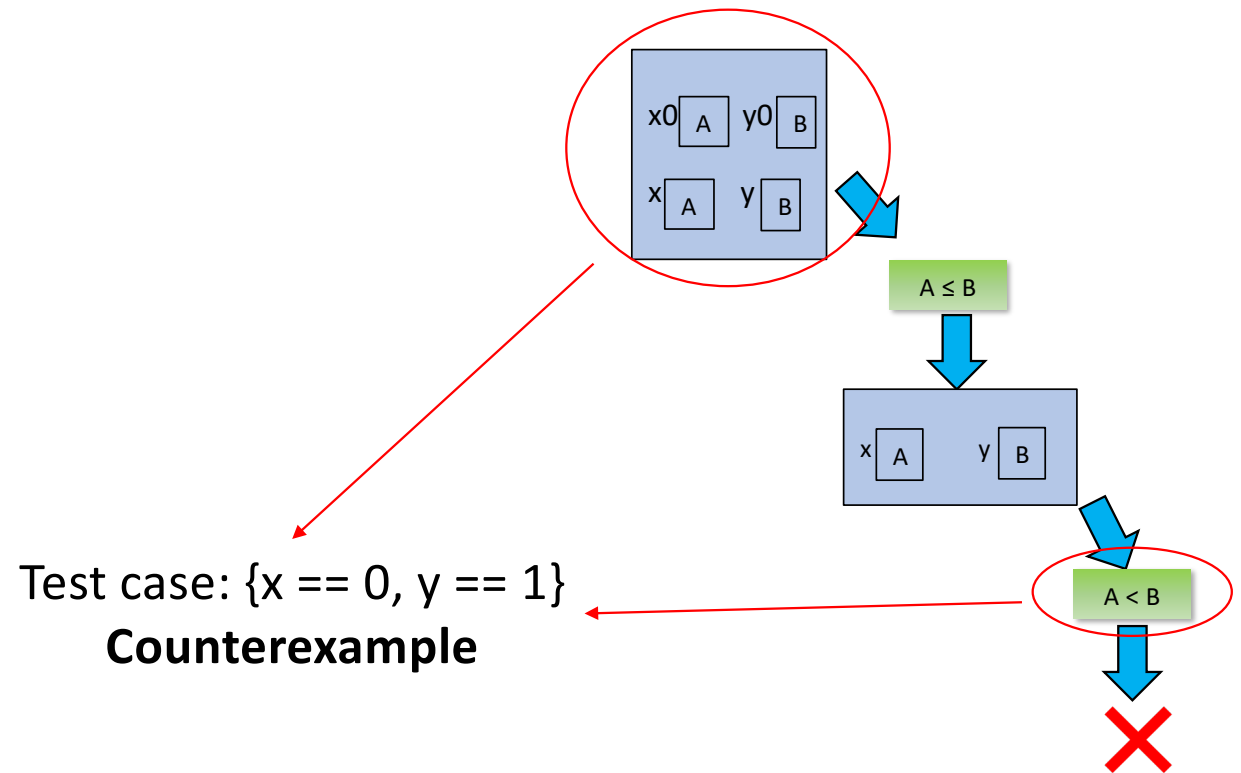 x0 A y0 B
x A y B
A ≤ B
x A y B
A < B
Test case: {x == 0, y == 1}
Counterexample